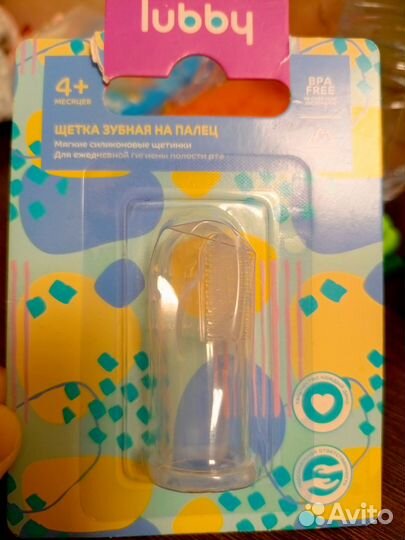 lubby
4+
МЕСЯЦЕВ
BPA
FREE
ЩЕТКА ЗУБНАЯ НА ПАЛЕЦ
Мягкие силиконовые щетинки
Для ежедневной гигиены полости рта
Avito